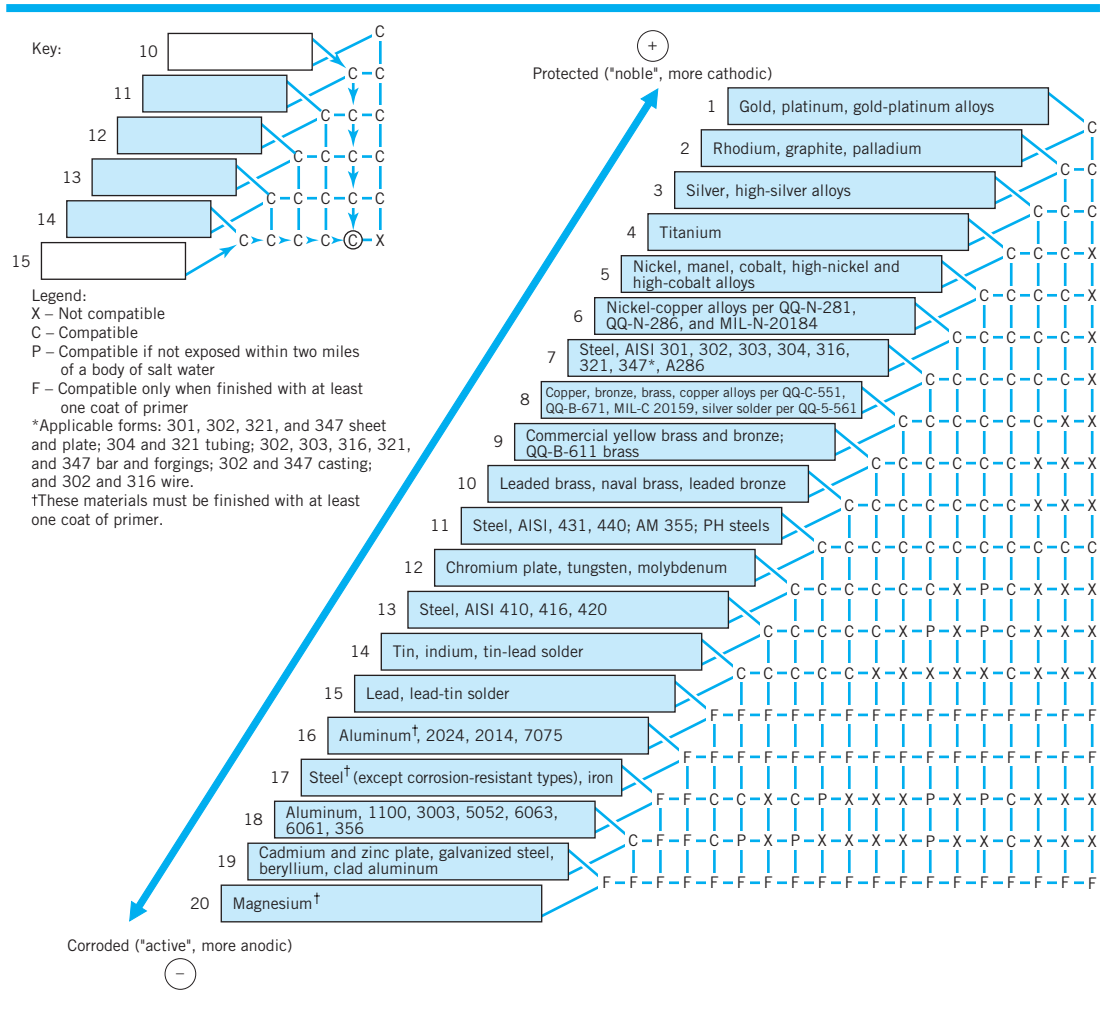 Key:
10
11
12
13
14
15
C
C–C
C–C–C
C–C–C–C
C–C–C–C–C
C–C–C–C–C–X
Legend:
X – Not compatible
C – Compatible
P – Compatible if not exposed within two miles
of a body of salt water
F – Compatible only when finished with at least
one coat of primer
*Applicable forms: 301, 302, 321, and 347 sheet
and plate; 304 and 321 tubing; 302, 303, 316, 321,
and 347 bar and forgings; 302 and 347 casting;
and 302 and 316 wire.
†These materials must be finished with at least
one coat of primer.
+
Protected ("noble", more cathodic)
1 Gold, platinum, gold-platinum alloys
C
2 Rhodium, graphite, palladium
C–C
3 Silver, high-silver alloys
C–C–C
4 Titanium
C–C–C–X
5 Nickel, manel, cobalt, high-nickel and
high-cobalt alloys
C–C–C–C–X
6 Nickel-copper alloys per QQ-N-281,
QQ-N-286, and MIL-N-20184
C–C–C–C–C–X
7 Steel, AISI 301, 302, 303, 304, 316,
321, 347*, A286
C–C–C–C–C–X–X
8 Copper, bronze, brass, copper alloys per QQ-C-551,
QQ-B-671, MIL-C 20159, silver solder per QQ-5-561
C–C–C–C–C–C–X–X
9 Commercial yellow brass and bronze;
QQ-B-611 brass
C–C–C–C–C–C–X–X–X
10 Leaded brass, naval brass, leaded bronze
C–C–C–C–C–C–C–X–X–X
11 Steel, AISI, 431, 440; AM 355; PH steels
C–C–C–C–C–C–C–C–C–C–C
12 Chromium plate, tungsten, molybdenum
C–C–C–C–C–C–X–P–C–X–X–X
13 Steel, AISI 410, 416, 420
C–C–C–C–C–X–P–X–P–C–X–X–X
14 Tin, indium, tin-lead solder
C–C–C–C–C–X–X–X–X–C–X–X–X–X
15 Lead, lead-tin solder
F–F–F–F–F–F–F–F–F–F–F–F–F–F–F
16 Aluminum†, 2024, 2014, 7075
F–F–F–F–F–F–F–F–F–F–F–F–F–F–F–F
17 Steel† (except corrosion-resistant types), iron
F–F–C–C–X–C–P–X–X–X–P–X–P–C–X–X–X
18 Aluminum, 1100, 3003, 5052, 6063,
6061, 356
C–F–F–C–P–X–P–X–X–X–X–P–X–X–C–X–X–X
19 Cadmium and zinc plate, galvanized steel,
beryllium, clad aluminum
F–F–F–F–F–F–F–F–F–F–F–F–F–F–F–F–F–F–F
20 Magnesium†
Corroded ("active", more anodic)
–